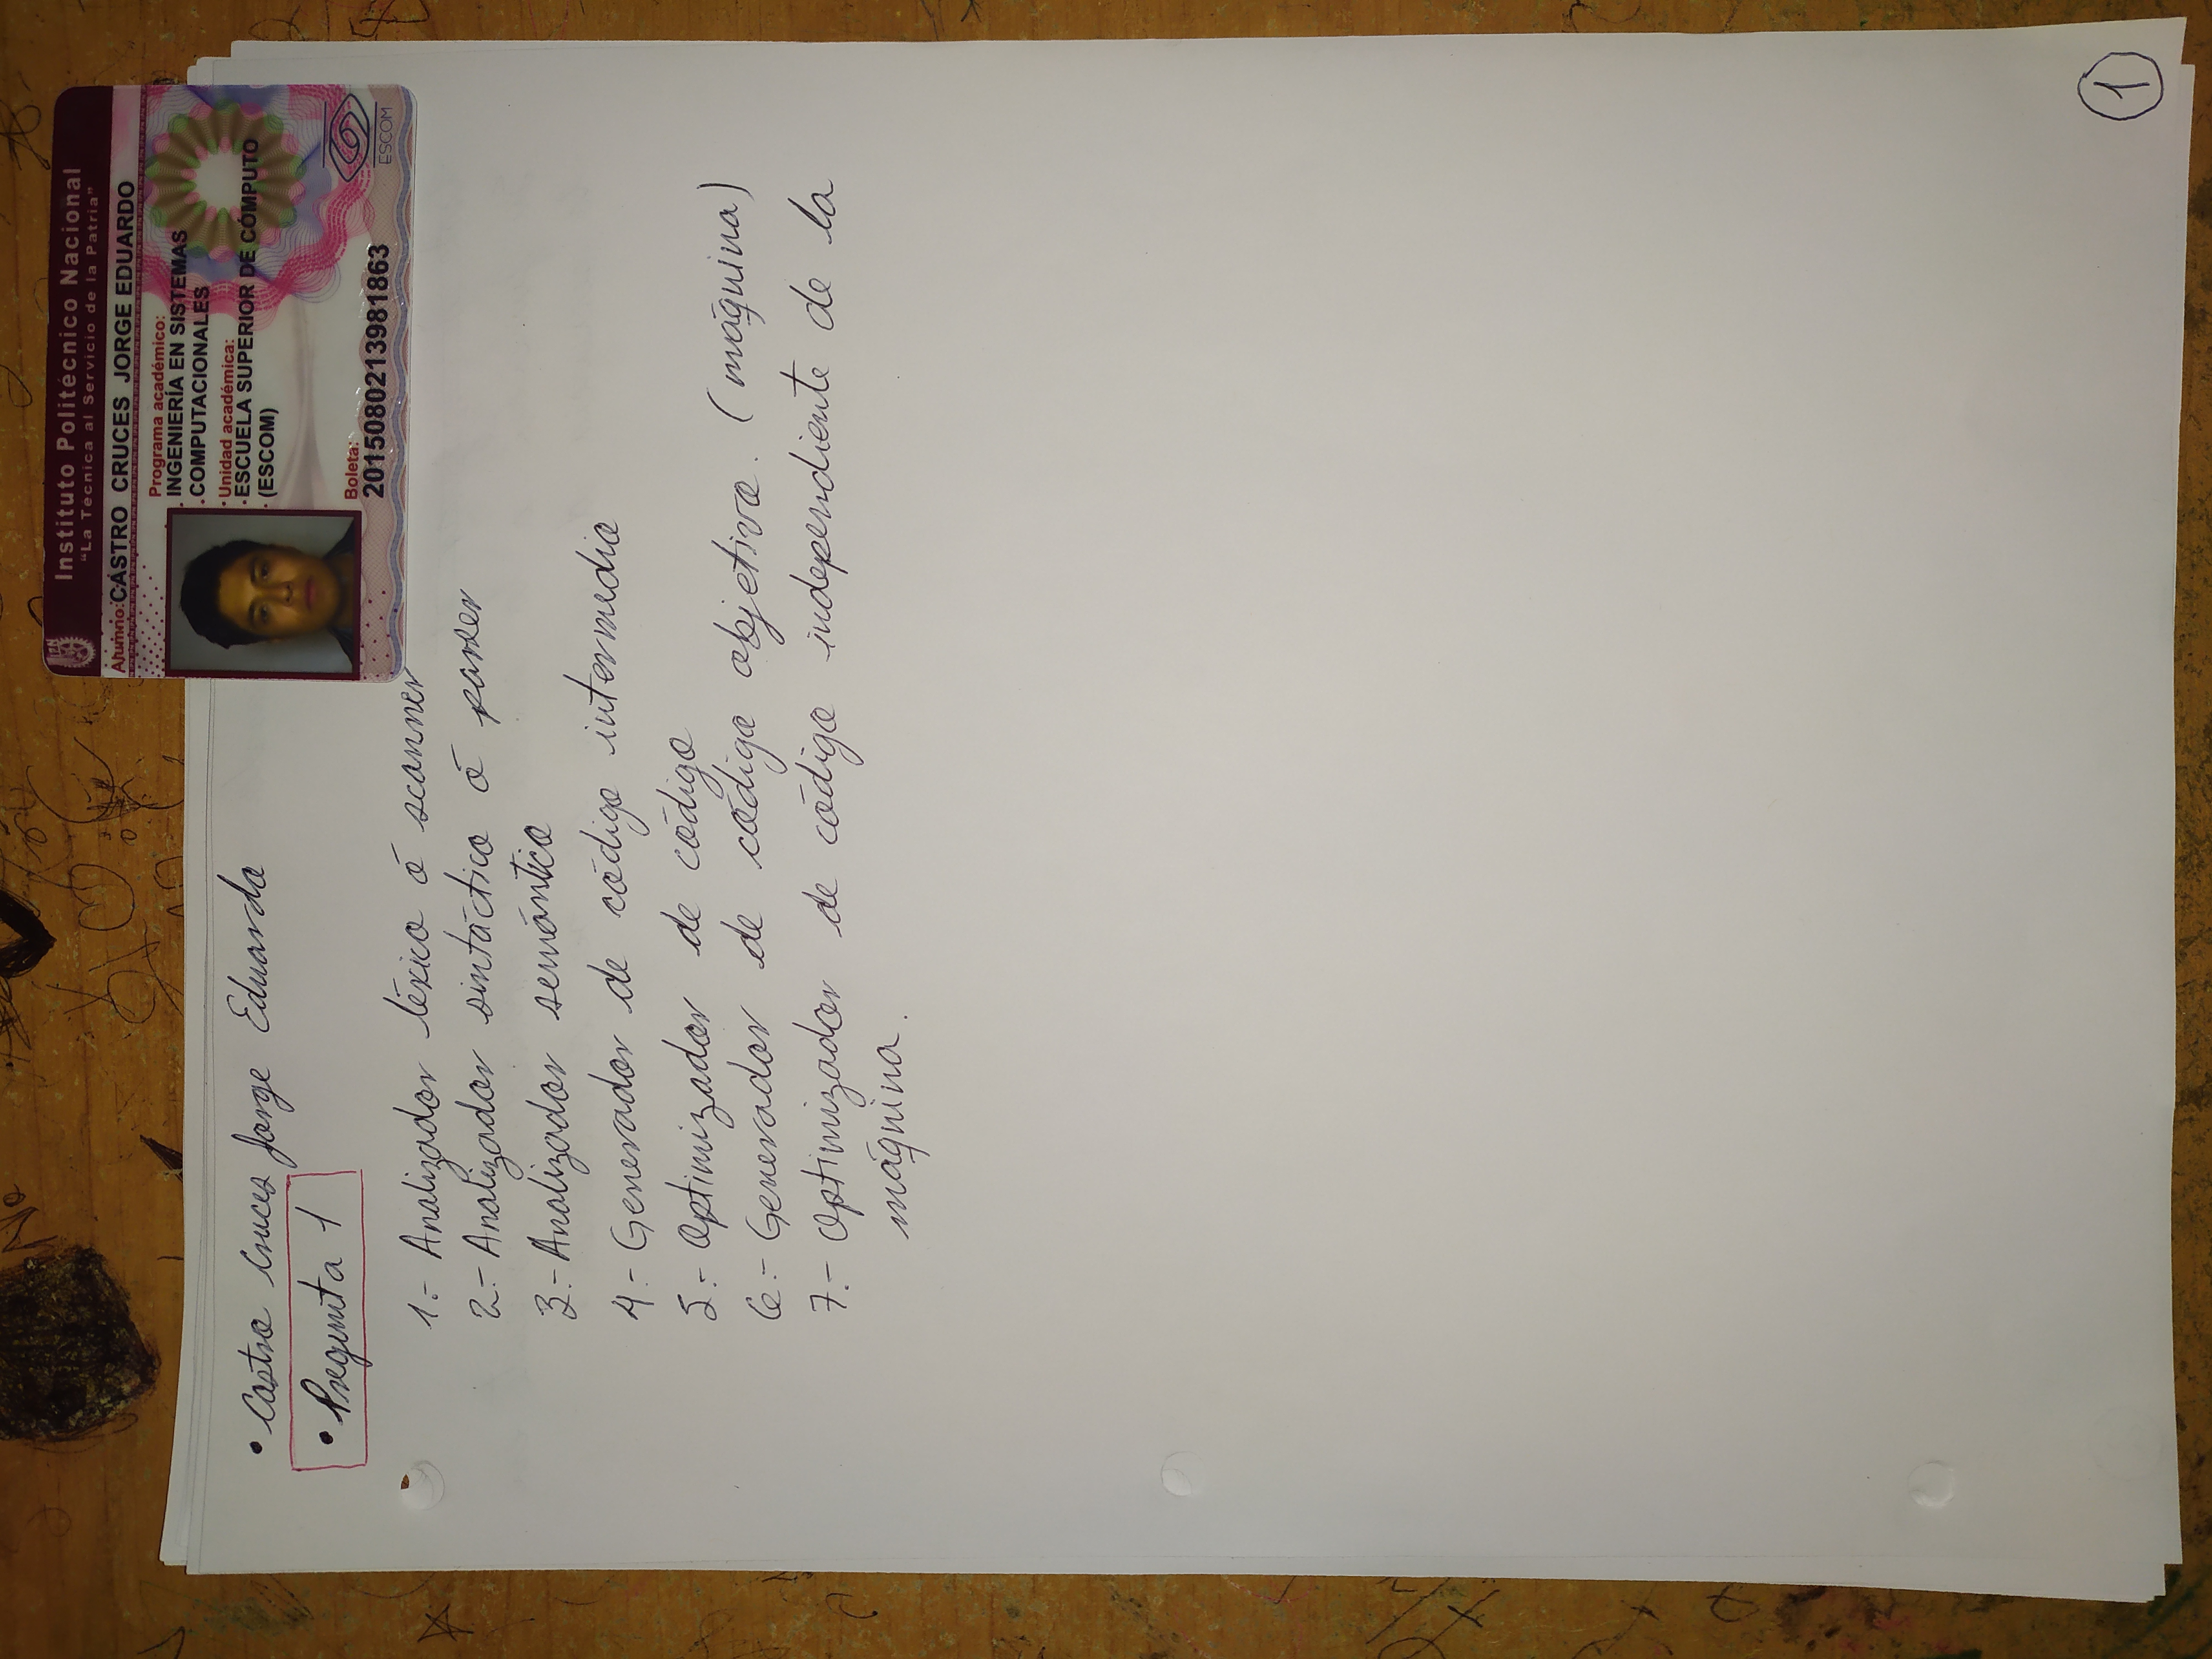 Instituto Politécnico Nacional
"La Técnica al Servicio de la Patria"
Alumno: CASTRO CRUCES JORGE EDUARDO
Programa académico:
INGENIERÍA EN SISTEMAS
COMPUTACIONALES
Unidad académica:
ESCUELA SUPERIOR DE CÓMPUTO
(ESCOM)
Boleta:
2015080213981863
ESCOM
• Castro Cruces Jorge Eduardo
• Pregunta 1
1.- Analizador léxico ó scanner
2.- Analizador sintáctico ó parser
3.- Analizador semántico
4.- Generador de código intermedio
5.- Optimizador de código
6.- Generador de código objetivo. (máquina)
7.- Optimizador de código independiente de la
máquina.
1